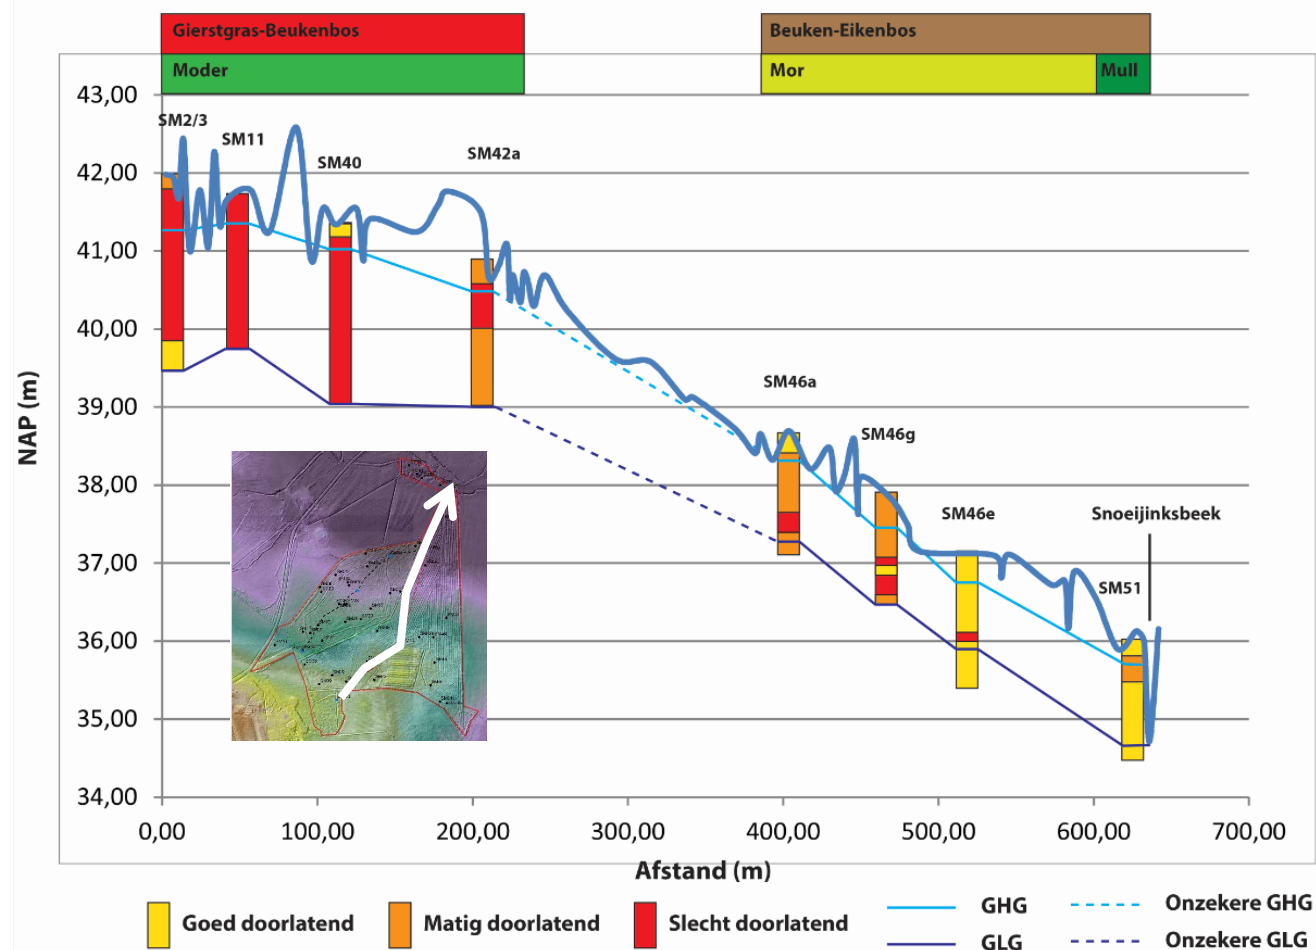 Gierstgras-Beukenbos
Beuken-Eikenbos
Moder
Mor
Mull
43,00
SM2/3
SM11
SM40
SM42a
42,00
41,00
40,00
39,00
SM46a
SM46g
38,00
SM46e
Snoeijinksbeek
37,00
SM51
36,00
35,00
34,00
NAP (m)
0,00
100,00
200,00
300,00
400,00
500,00
600,00
700,00
Afstand (m)
Goed doorlatend
Matig doorlatend
Slecht doorlatend
GHG
Onzekere GHG
GLG
Onzekere GLG